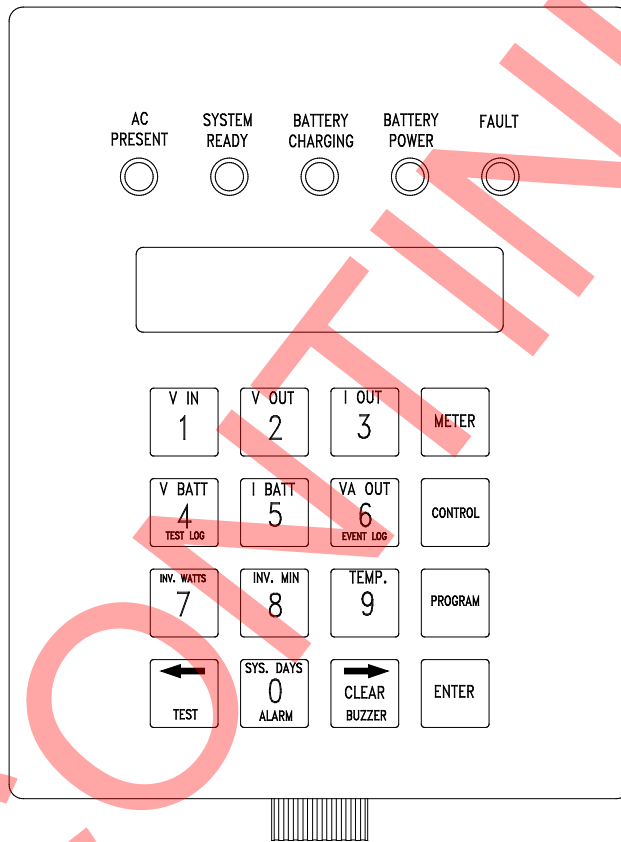 AC
PRESENT
SYSTEM
READY
BATTERY
CHARGING
BATTERY
POWER
FAULT
V IN
1
V OUT
2
I OUT
3
METER
V BATT
4
TEST LOG
I BATT
5
VA OUT
6
EVENT LOG
CONTROL
INV. WATTS
7
INV. MIN
8
TEMP.
9
PROGRAM
TEST
SYS. DAYS
0
ALARM
CLEAR
BUZZER
ENTER